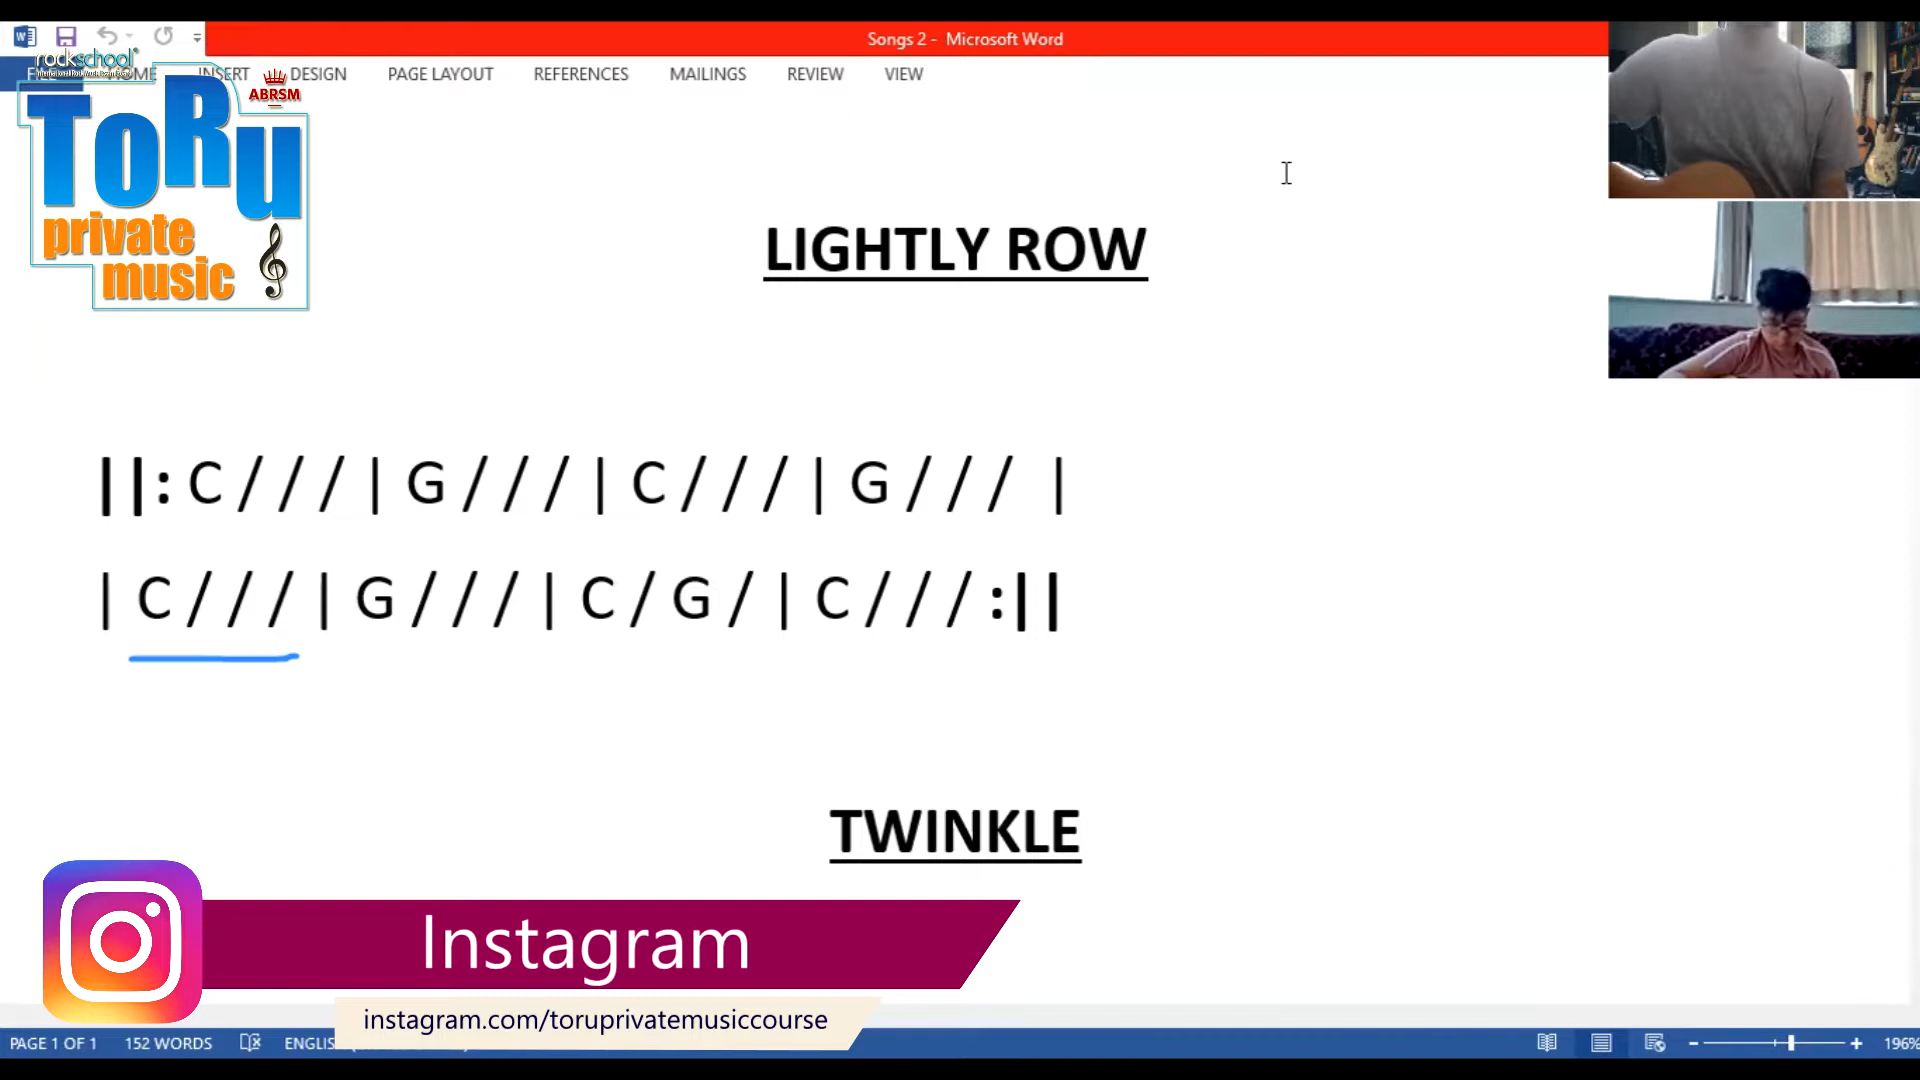 Songs 2 - Microsoft Word
rockschool
HOME INSERT DESIGN PAGE LAYOUT REFERENCES MAILINGS REVIEW VIEW
ABRSM
ToRu
private
music
LIGHTLY ROW
||: C / / / | G / / / | C / / / | G / / / |
| C / / / | G / / / | C / G / | C / / / :||
TWINKLE
Instagram
instagram.com/toruprivatemusiccourse
PAGE 1 OF 1 152 WORDS 196%